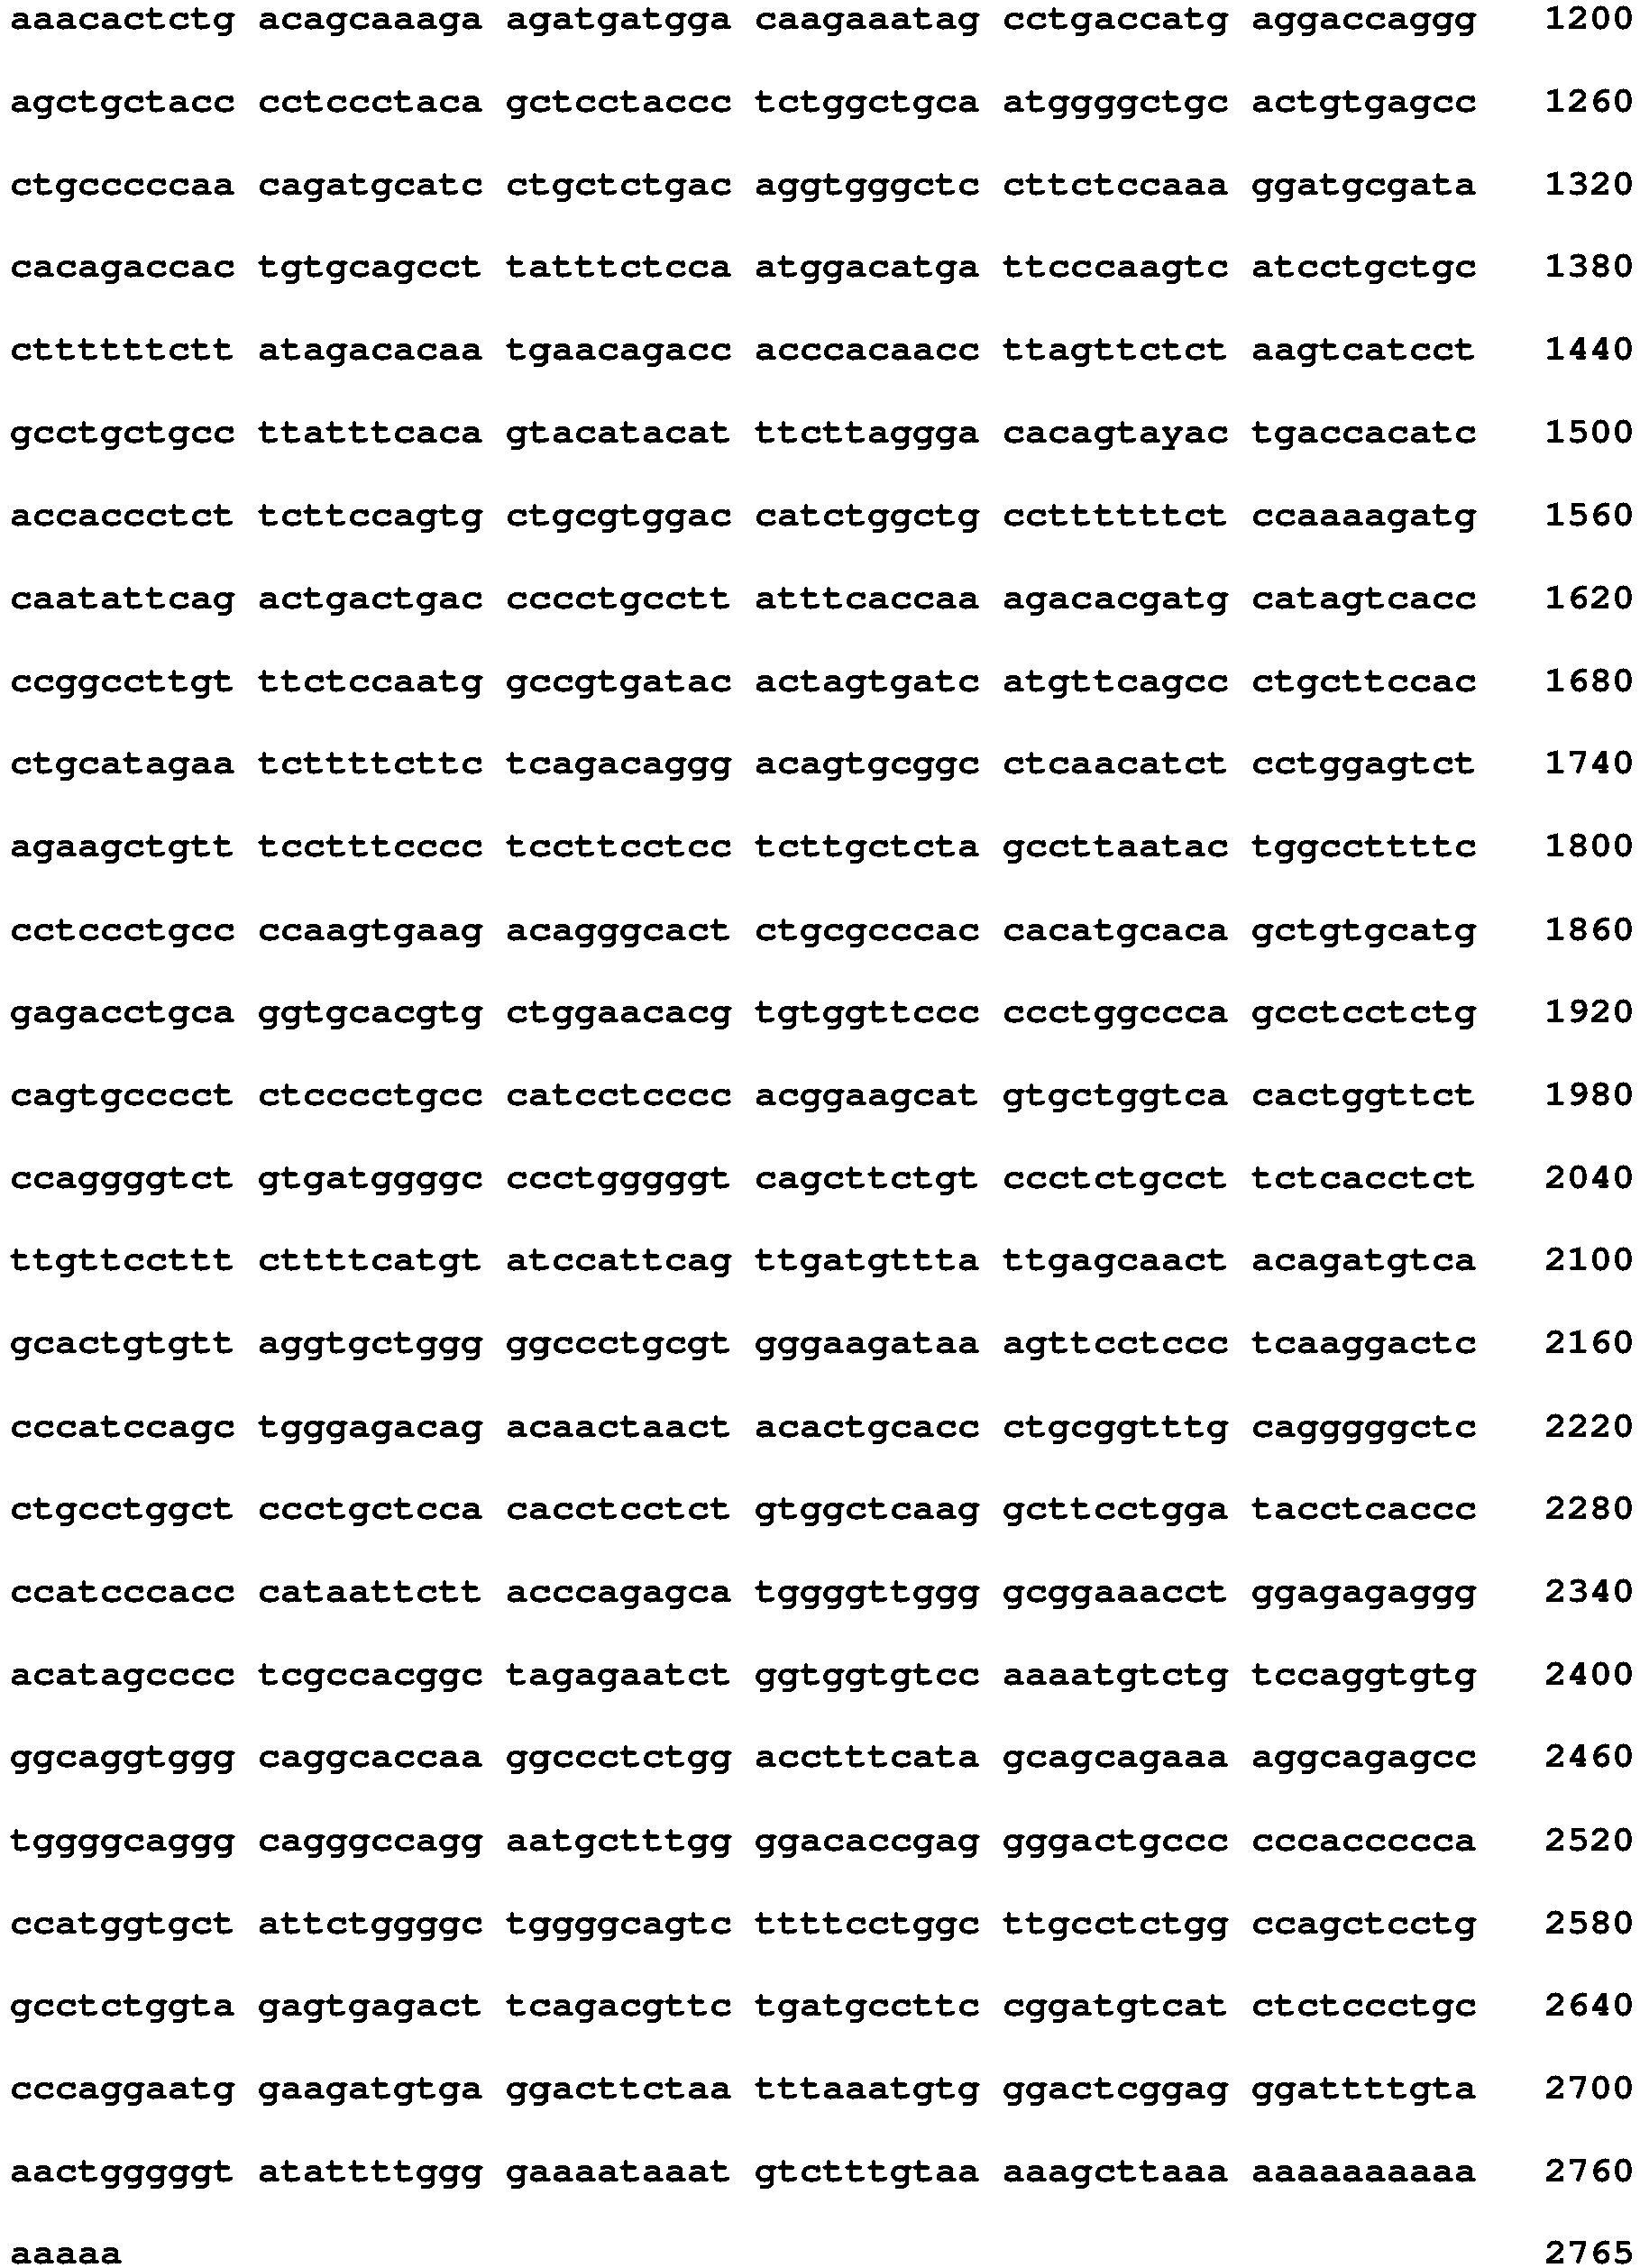 aaacactctg acagcaaaga agatgatgga caagaaatag cctgaccatg aggaccaggg 1200
agctgctacc cctccctaca gctcctaccc tctggctgca atggggctgc actgtgagcc 1260
ctgcccccaa cagatgcatc ctgctctgac aggtgggctc cttctccaaa ggatgcgata 1320
cacagaccac tgtgcagcct tatttctcca atggacatga ttcccaagtc atcctgctgc 1380
cttttttctt atagacacaa tgaacagacc acccacaacc ttagttctct aagtcatcct 1440
gcctgctgcc ttatttcaca gtacatacat ttcttaggga cacagtayac tgaccacatc 1500
accaccctct tcttccagtg ctgcgtggac catctggctg ccttttttct ccaaaagatg 1560
caatattcag actgactgac cccctgcctt atttcaccaa agacacgatg catagtcacc 1620
ccggccttgt ttctccaatg gccgtgatac actagtgatc atgttcagcc ctgcttccac 1680
ctgcatagaa tcttttcttc tcagacaggg acagtgcggc ctcaacatct cctggagtct 1740
agaagctgtt tcctttcccc tccttcctcc tcttgctcta gccttaatac tggccttttc 1800
cctccctgcc ccaagtgaag acagggcact ctgcgcccac cacatgcaca gctgtgcatg 1860
gagacctgca ggtgcacgtg ctggaacacg tgtggttccc ccctggccca gcctcctctg 1920
cagtgcccct ctcccctgcc catcctcccc acggaagcat gtgctggtca cactggttct 1980
ccaggggtct gtgatggggc ccctgggggt cagcttctgt ccctctgcct tctcacctct 2040
ttgttccttt cttttcatgt atccattcag ttgatgttta ttgagcaact acagatgtca 2100
gcactgtgtt aggtgctggg ggccctgcgt gggaagataa agttcctccc tcaaggactc 2160
cccatccagc tgggagacag acaactaact acactgcacc ctgcggtttg cagggggctc 2220
ctgcctggct ccctgctcca cacctcctct gtggctcaag gcttcctgga tacctcaccc 2280
ccatcccacc cataattctt acccagagca tggggttggg gcggaaacct ggagagaggg 2340
acatagcccc tcgccacggc tagagaatct ggtggtgtcc aaaatgtctg tccaggtgtg 2400
ggcaggtggg caggcaccaa ggccctctgg acctttcata gcagcagaaa aggcagagcc 2460
tggggcaggg cagggccagg aatgctttgg ggacaccgag gggactgccc cccaccccca 2520
ccatggtgct attctggggc tggggcagtc ttttcctggc ttgcctctgg ccagctcctg 2580
gcctctggta gagtgagact tcagacgttc tgatgccttc cggatgtcat ctctccctgc 2640
cccaggaatg gaagatgtga ggacttctaa tttaaatgtg ggactcggag ggattttgta 2700
aactgggggt atattttggg gaaaataaat gtctttgtaa aaagcttaaa aaaaaaaaaa 2760
aaaaa 2765